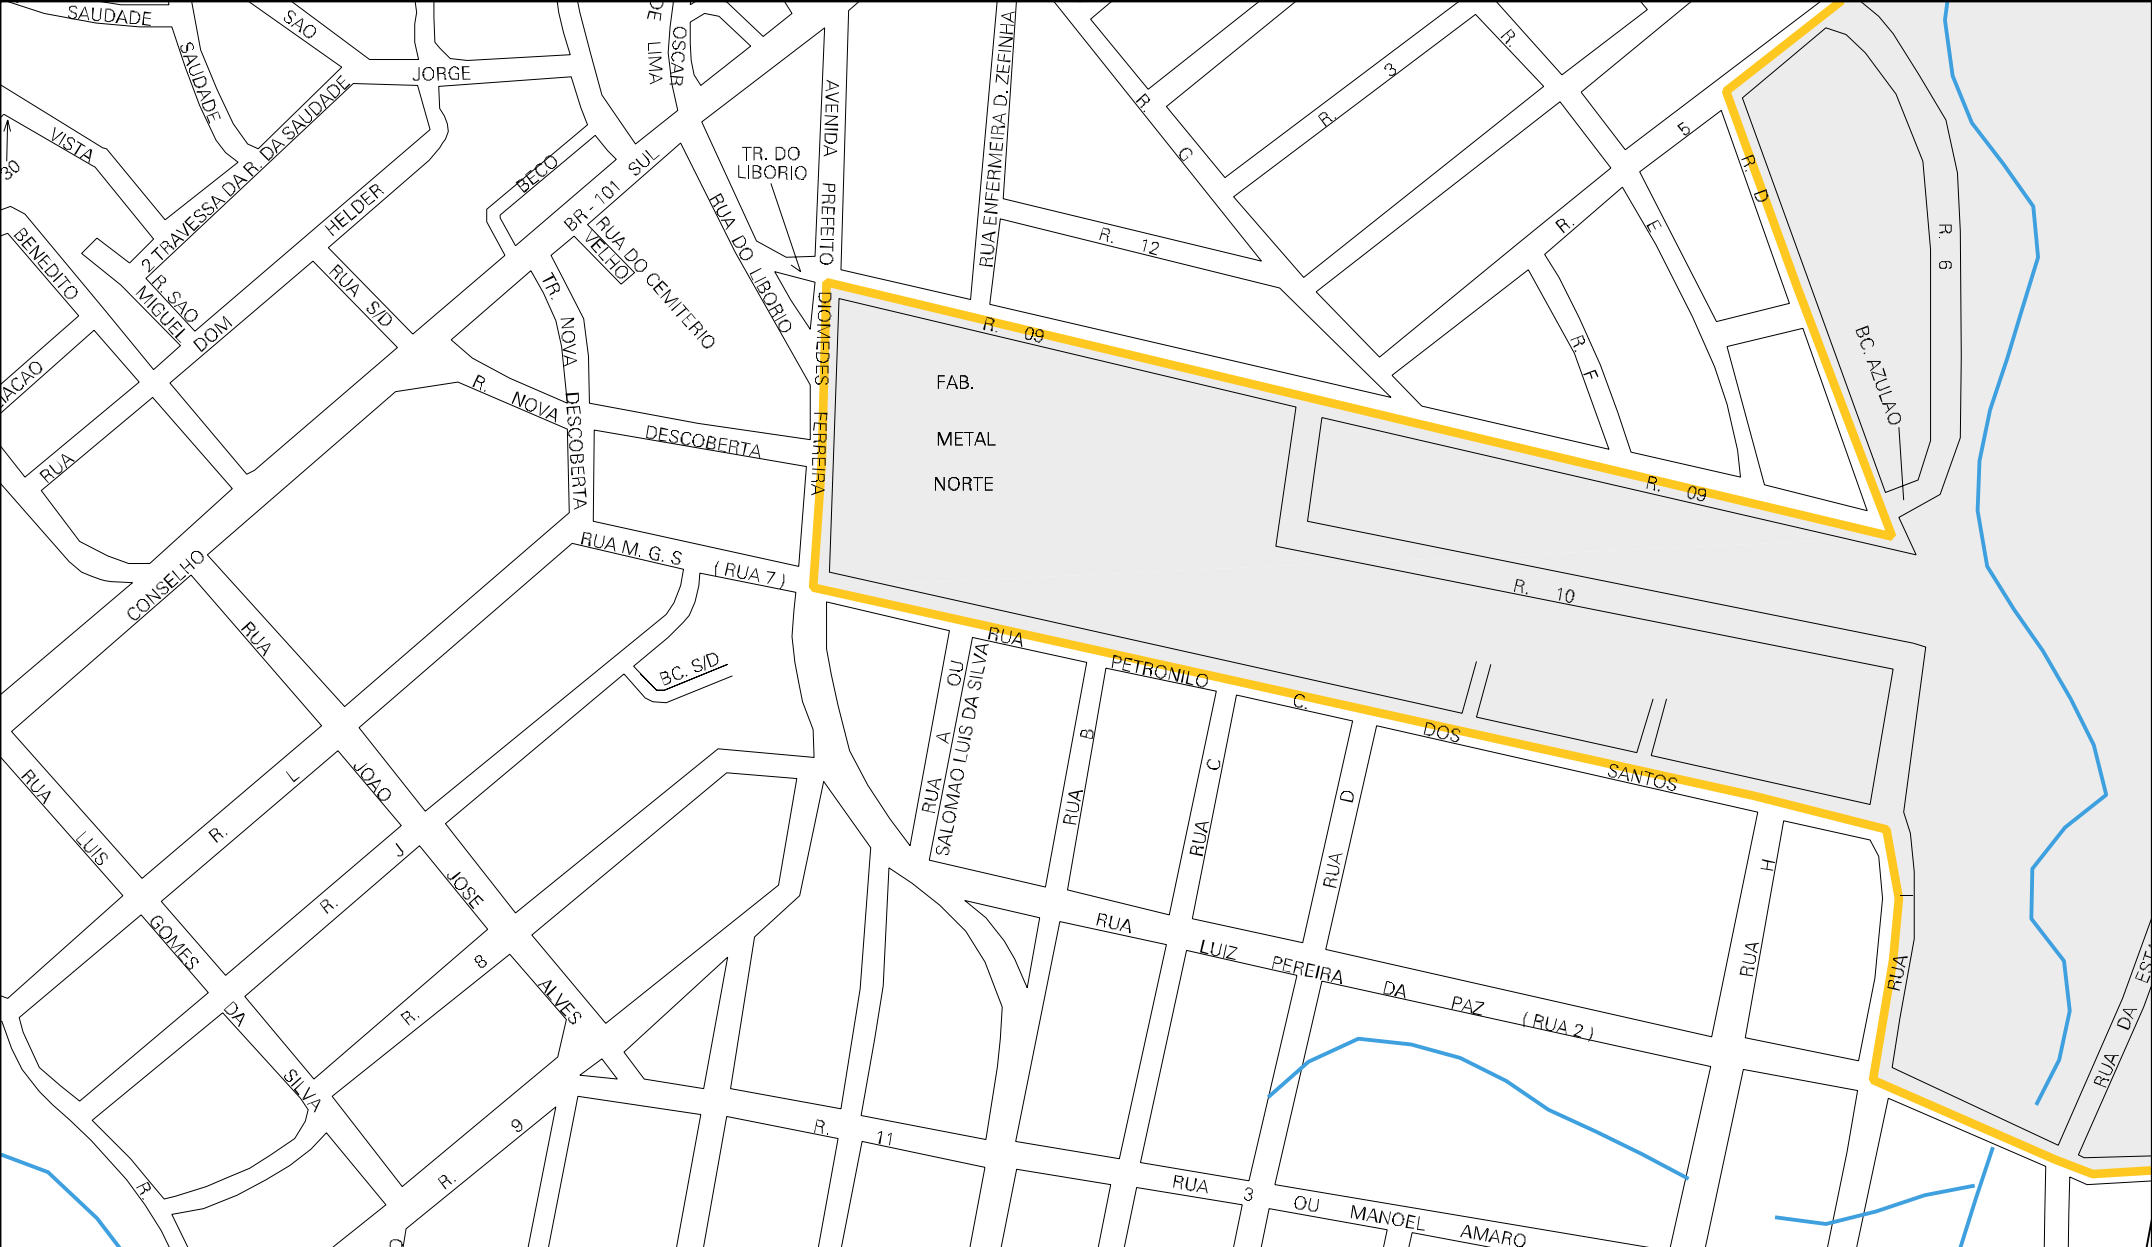 SAUDADE
SAO
SAUDADE
JORGE
DE LIMA
OSCAR
AVENIDA PREFEITO
DIOMEDES FERREIRA
RUA ENFERMEIRA D. ZEFINHA
R. G
R. 3
R.
R. 5
R. D
R. 6
VISTA
30
2 TRAVESSA DA R. DA SAUDADE
BECO
BR - 101 SUL
TR. DO
LIBORIO
HELDER
DOM
BENEDITO
R. SAO
MIGUEL
RUA S/D
RUA DO CEMITERIO
BR VELHO
RUA DO LIBORIO
TR. NOVA DESCOBERTA
R. 12
E
R. F
BC. AZULAO
R. 09
FAB.
METAL
NORTE
R. NOVA
DESCOBERTA
RUA
R. 09
RUA M. G. S ( RUA 7 )
R. 10
CONSELHO
RUA
BC. S/D
RUA PETRONILO C. DOS SANTOS
RUA A OU
SALOMAO LUIS DA SILVA
RUA B
RUA C
RUA D
RUA H
RUA I
RUA LUIS GOMES DA SILVA
R. L
JOAO
R. J
JOSE
R. 8
ALVES
RUA LUIZ PEREIRA DA PAZ ( RUA 2 )
RUA DA
R. 9
R. 11
R.
RUA 3 OU MANOEL AMARO